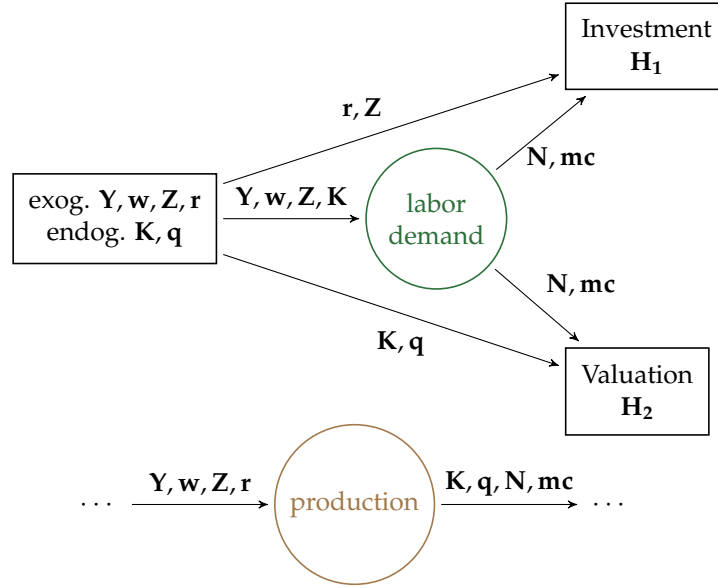 Investment
H₁
r, Z
N, mc
exog. Y, w, Z, r
endog. K, q
Y, w, Z, K
labor
demand
N, mc
K, q
Valuation
H₂
· · ·
Y, w, Z, r
production
K, q, N, mc
· · ·